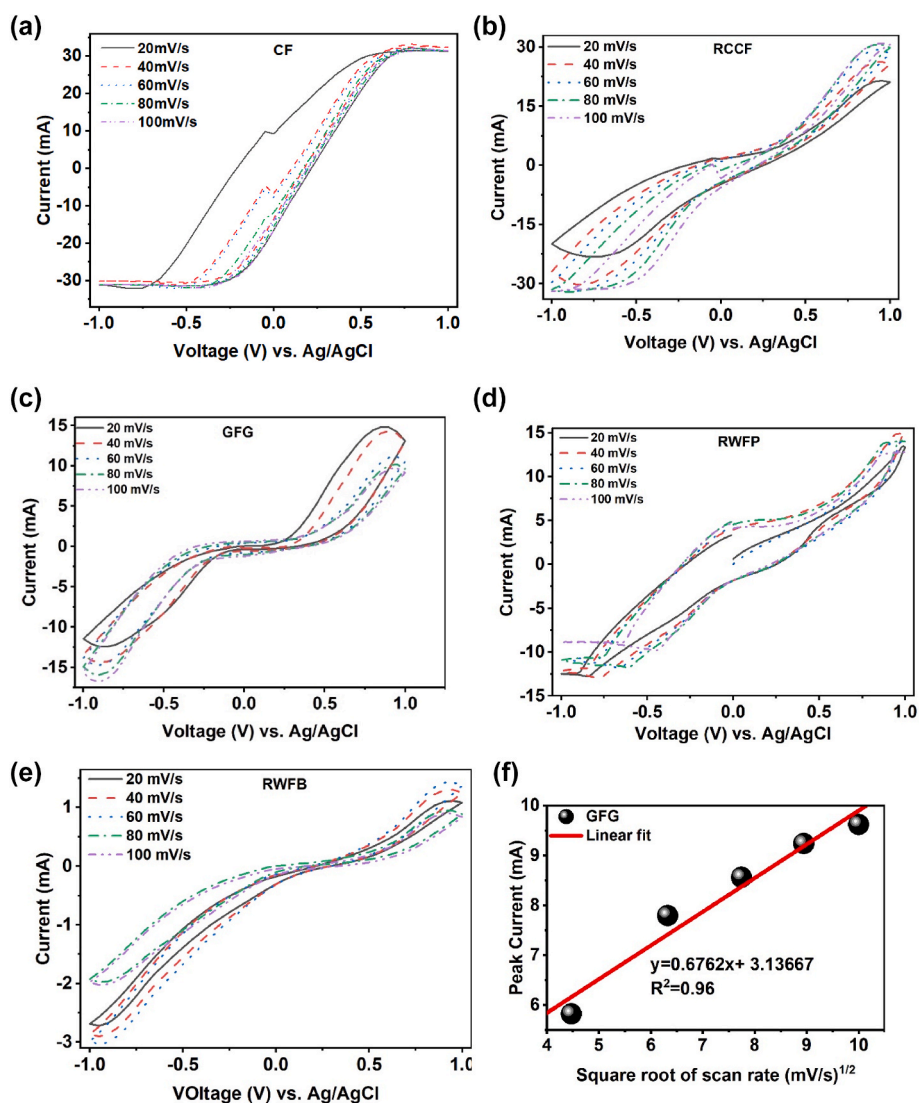 (a)
CF
20mV/s
40mV/s
60mV/s
80mV/s
100mV/s
30
20
10
0
-10
-20
-30
Current (mA)
-1.0 -0.5 0.0 0.5 1.0
Voltage (V) vs. Ag/AgCl
(b)
RCCF
20 mV/s
40 mV/s
60 mV/s
80 mV/s
100 mV/s
30
15
0
-15
-30
Current (mA)
-1.0 -0.5 0.0 0.5 1.0
Voltage (V) vs. Ag/AgCl
(c)
GFG
20 mV/s
40 mV/s
60 mV/s
80 mV/s
100 mV/s
15
10
5
0
-5
-10
-15
Current (mA)
-1.0 -0.5 0.0 0.5 1.0
Voltage (V) vs. Ag/AgCl
(d)
RWFP
20 mV/s
40 mV/s
60 mV/s
80 mV/s
100 mV/s
15
10
5
0
-5
-10
-15
Current (mA)
-1.0 -0.5 0.0 0.5 1.0
Voltage (V) vs. Ag/AgCl
(e)
RWFB
20 mV/s
40 mV/s
60 mV/s
80 mV/s
100 mV/s
1
0
-1
-2
-3
Current (mA)
-1.0 -0.5 0.0 0.5 1.0
VOltage (V) vs. Ag/AgCl
(f)
GFG
Linear fit
10
9
8
7
6
Peak Current (mA)
y=0.6762x+ 3.13667
R²=0.96
4 5 6 7 8 9 10
Square root of scan rate (mV/s)¹/²